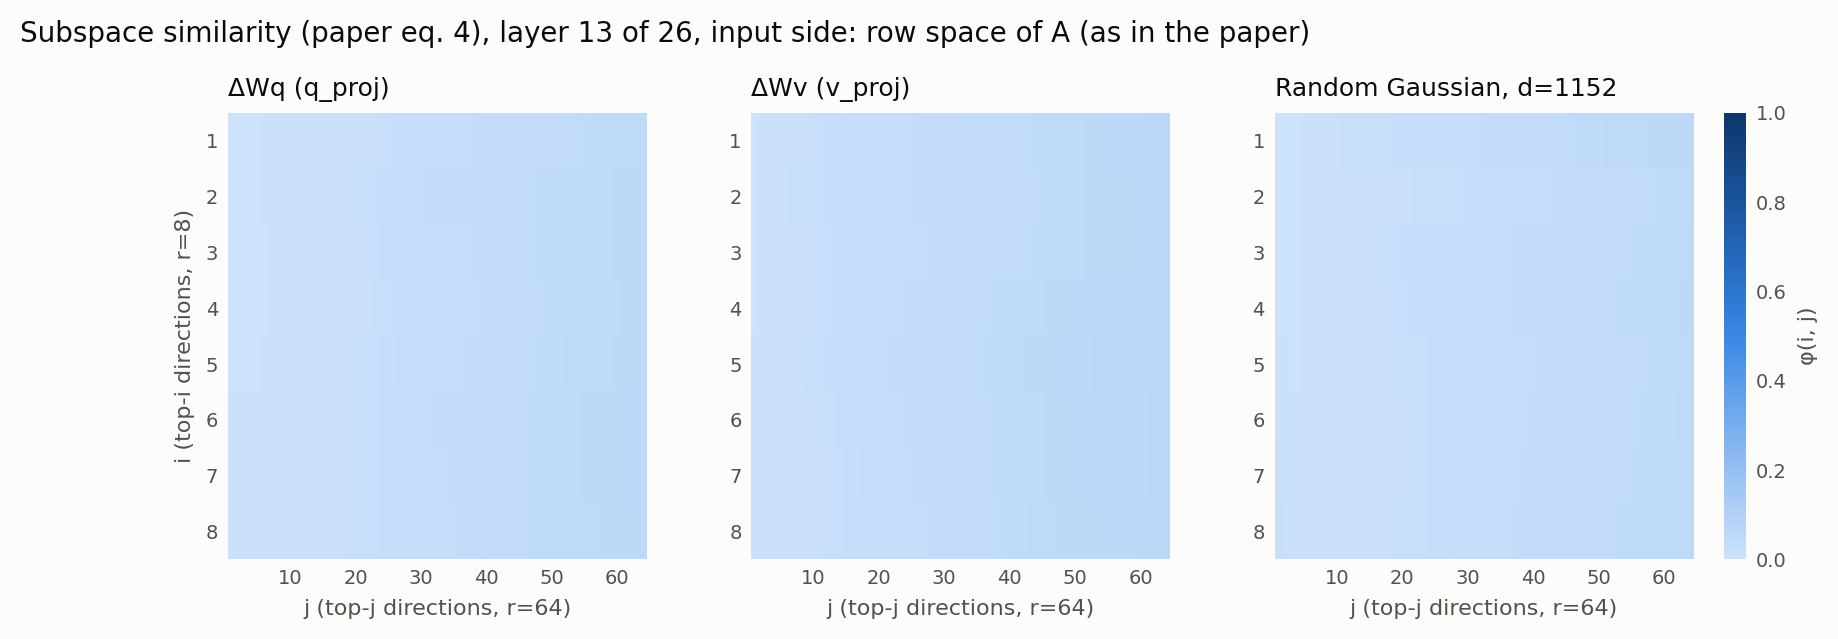 Subspace similarity (paper eq. 4), layer 13 of 26, input side: row space of A (as in the paper)
ΔWq (q_proj)
ΔWv (v_proj)
Random Gaussian, d=1152
i (top-i directions, r=8)
1
2
3
4
5
6
7
8
10 20 30 40 50 60
j (top-j directions, r=64)
1
2
3
4
5
6
7
8
10 20 30 40 50 60
j (top-j directions, r=64)
1
2
3
4
5
6
7
8
10 20 30 40 50 60
j (top-j directions, r=64)
1.0
0.8
0.6
0.4
0.2
0.0
φ(i, j)